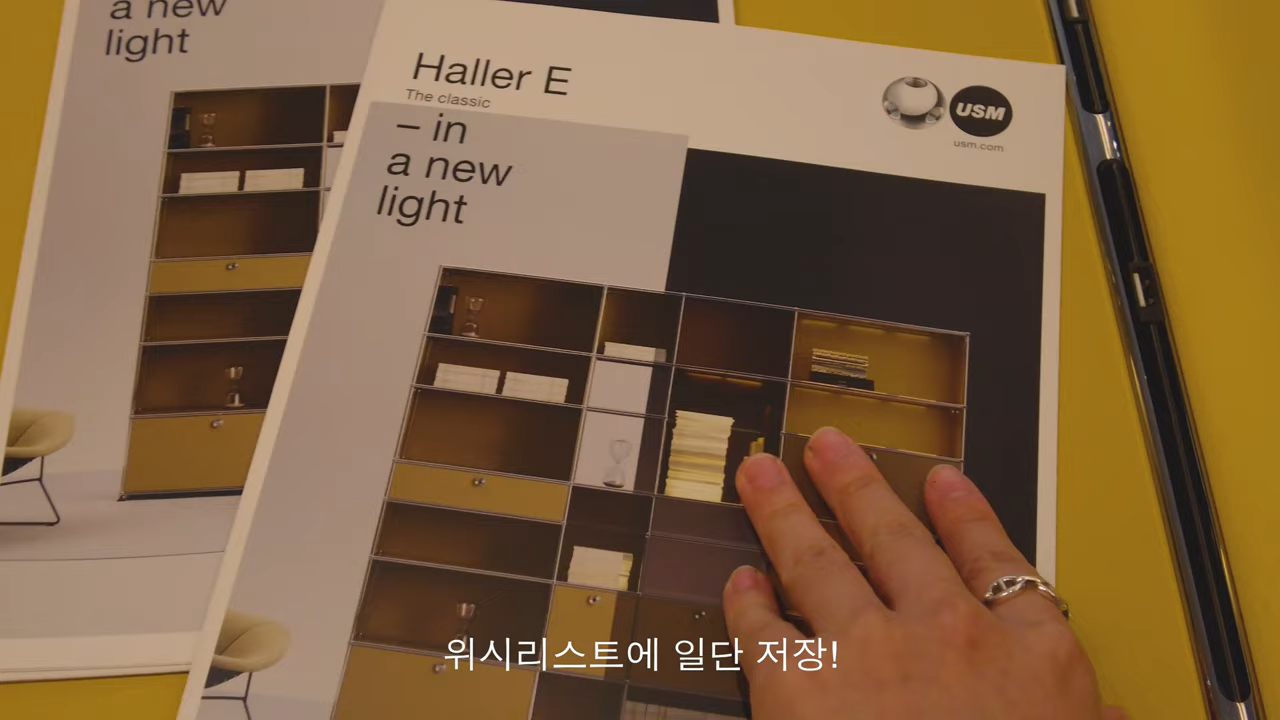 a new
light
Haller E
The classic
– in
a new
light
USM
usm.com
위시리스트에 일단 저장!